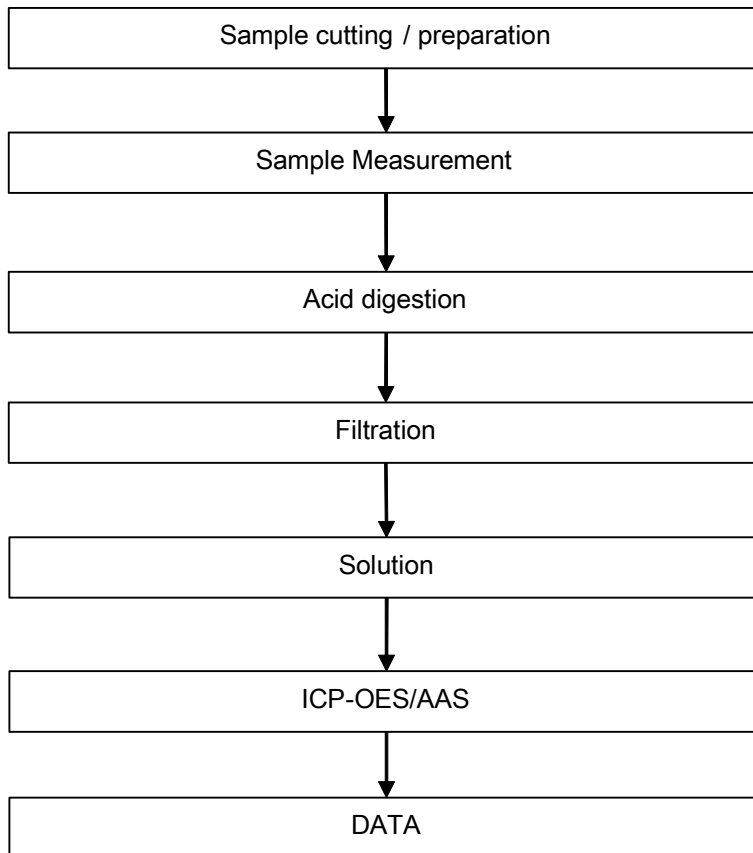 Sample cutting / preparation
Sample Measurement
Acid digestion
Filtration
Solution
ICP-OES/AAS
DATA